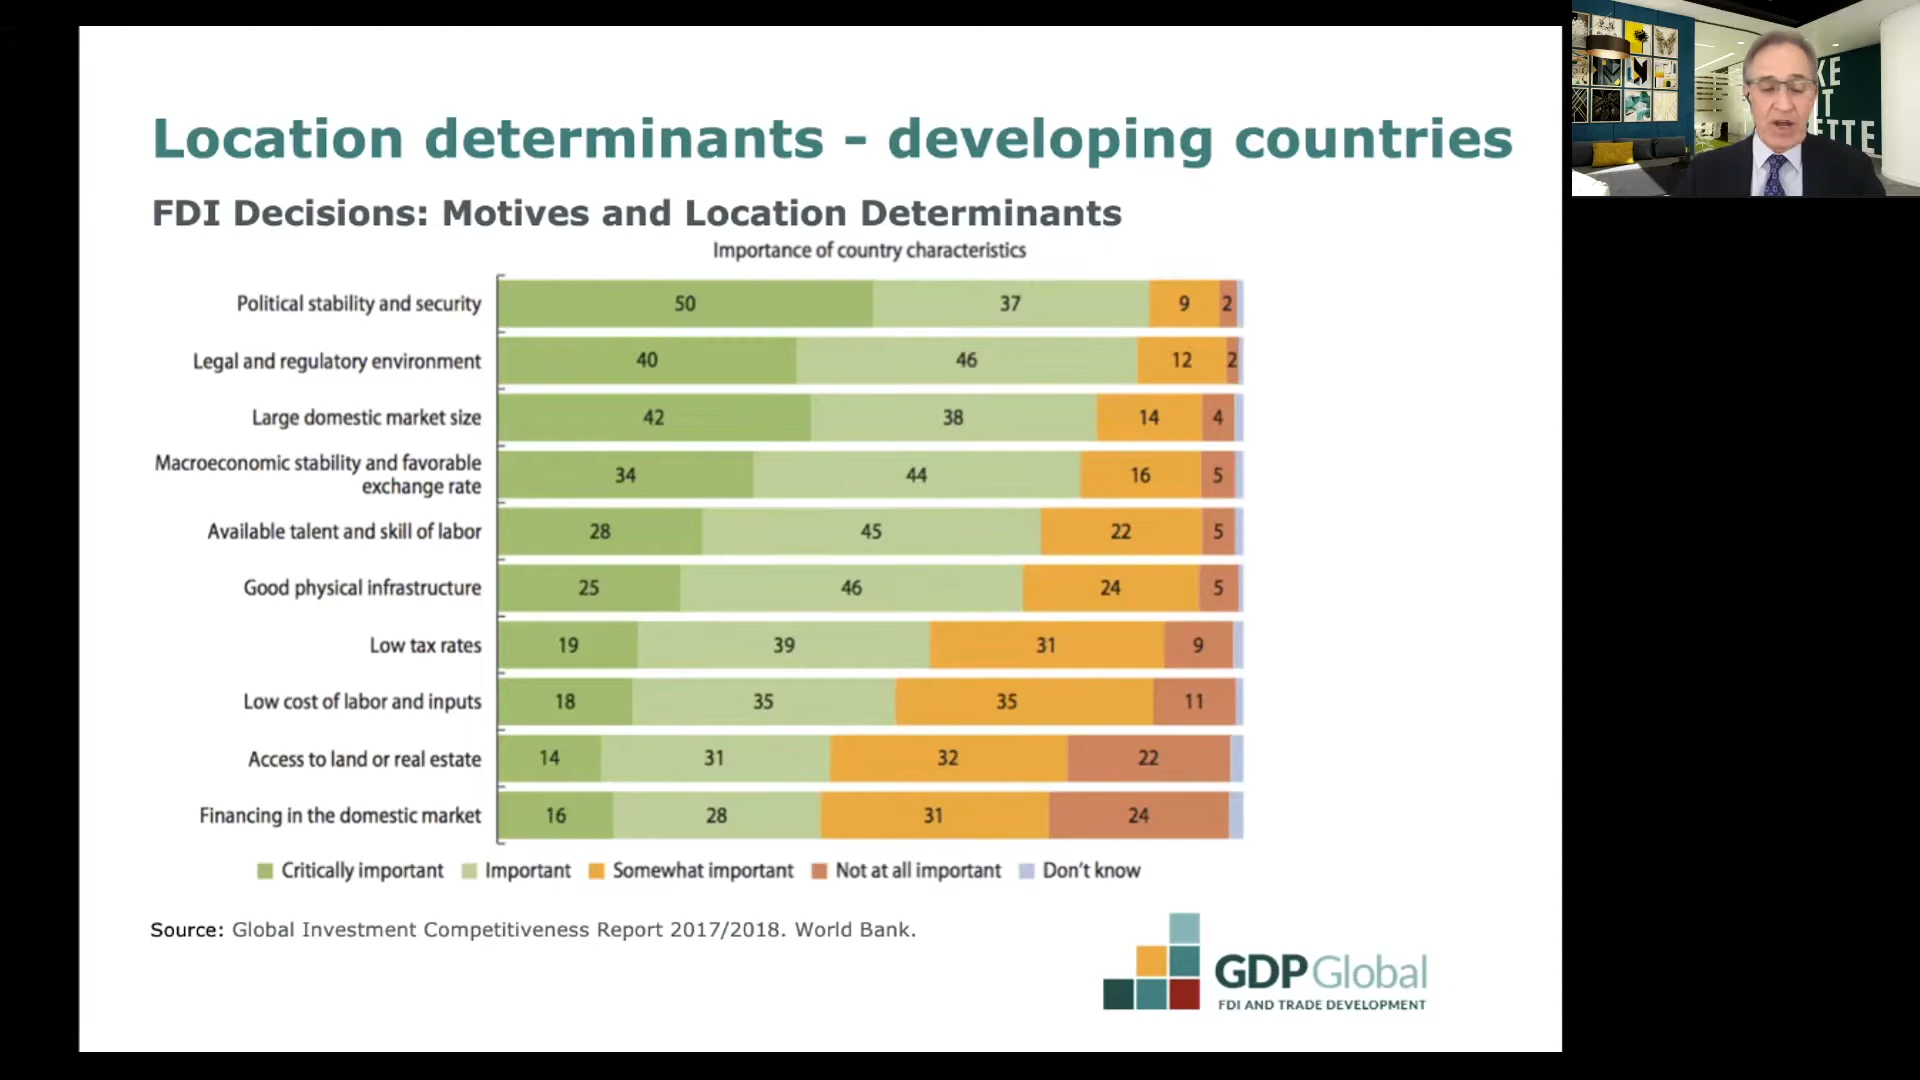 Location determinants - developing countries
FDI Decisions: Motives and Location Determinants
Importance of country characteristics
Political stability and security 50 37 9 2
Legal and regulatory environment 40 46 12 2
Large domestic market size 42 38 14 4
Macroeconomic stability and favorable
exchange rate 34 44 16 5
Available talent and skill of labor 28 45 22 5
Good physical infrastructure 25 46 24 5
Low tax rates 19 39 31 9
Low cost of labor and inputs 18 35 35 11
Access to land or real estate 14 31 32 22
Financing in the domestic market 16 28 31 24
Critically important Important Somewhat important Not at all important Don't know
Source: Global Investment Competitiveness Report 2017/2018. World Bank.
GDP Global
FDI AND TRADE DEVELOPMENT